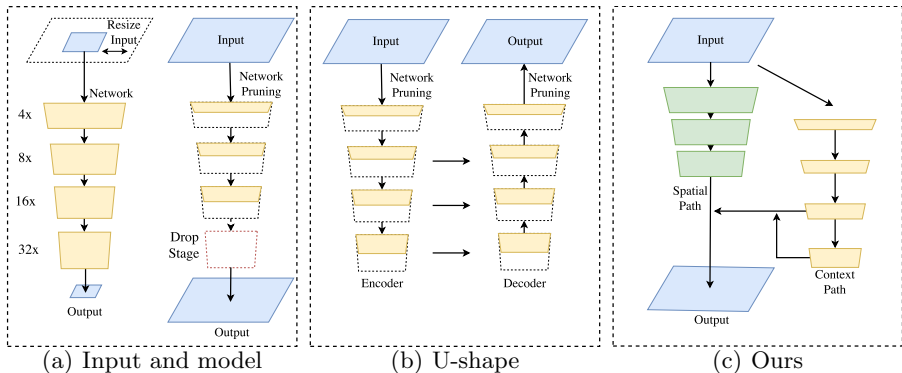 Resize
Input
Network
4x
8x
16x
32x
Output
Input
Network
Pruning
Drop
Stage
Output
(a) Input and model
Input
Network
Pruning
Encoder
Output
Network
Pruning
Decoder
(b) U-shape
Input
Spatial
Path
Context
Path
Output
(c) Ours